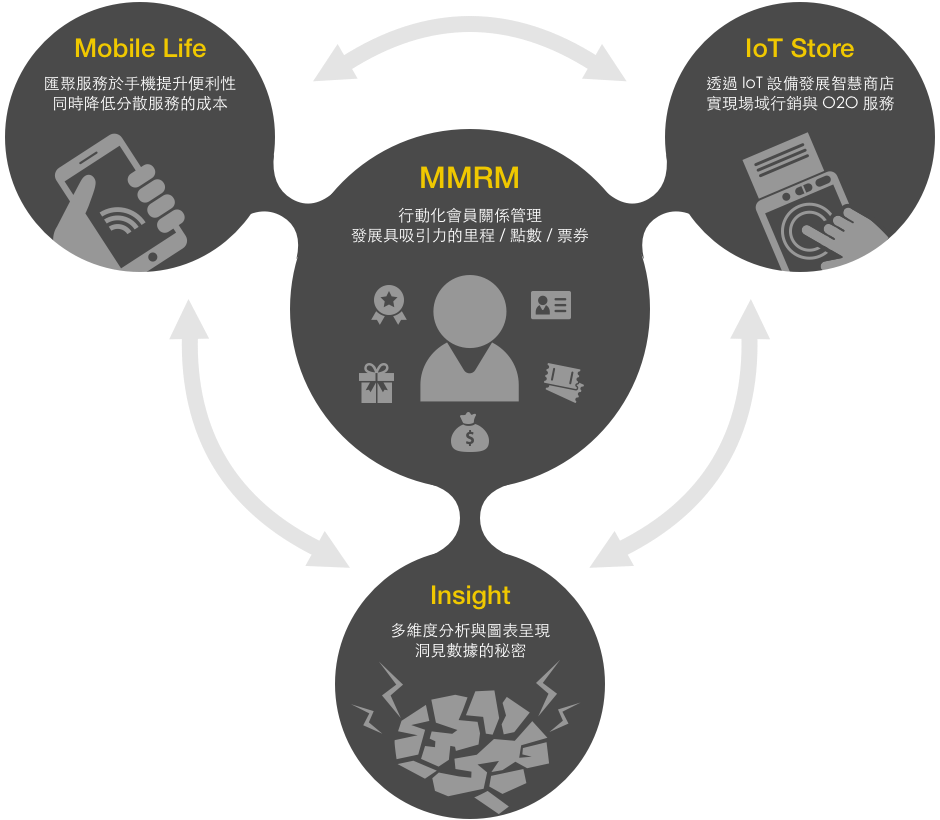 Mobile Life
匯聚服務於手機提升便利性
同時降低分散服務的成本
IoT Store
透過 IoT 設備發展智慧商店
實現場域行銷與 O2O 服務
MMRM
行動化會員關係管理
發展具吸引力的里程 / 點數 / 票券
$
Insight
多維度分析與圖表呈現
洞見數據的秘密